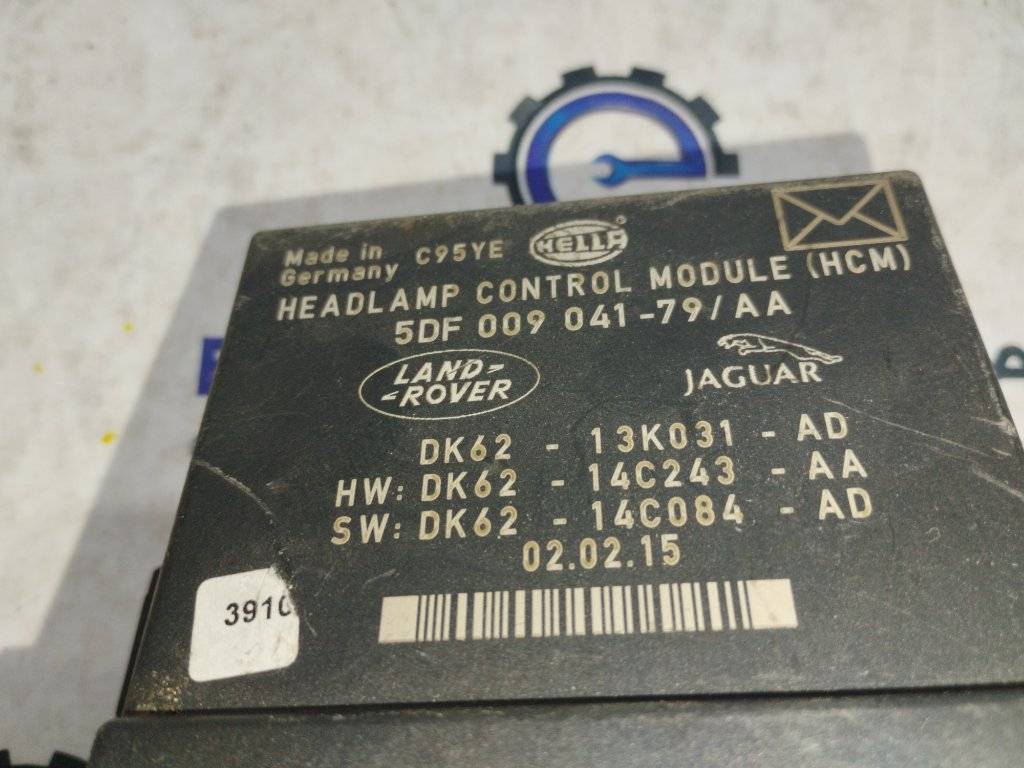 Made in
Germany C95YE HELLA
HEADLAMP CONTROL MODULE (HCM)
5DF 009 041-79/AA
LAND-
-ROVER
JAGUAR
DK62 - 13K031 - AD
HW: DK62 - 14C243 - AA
SW: DK62 - 14C084 - AD
02.02.15
3910